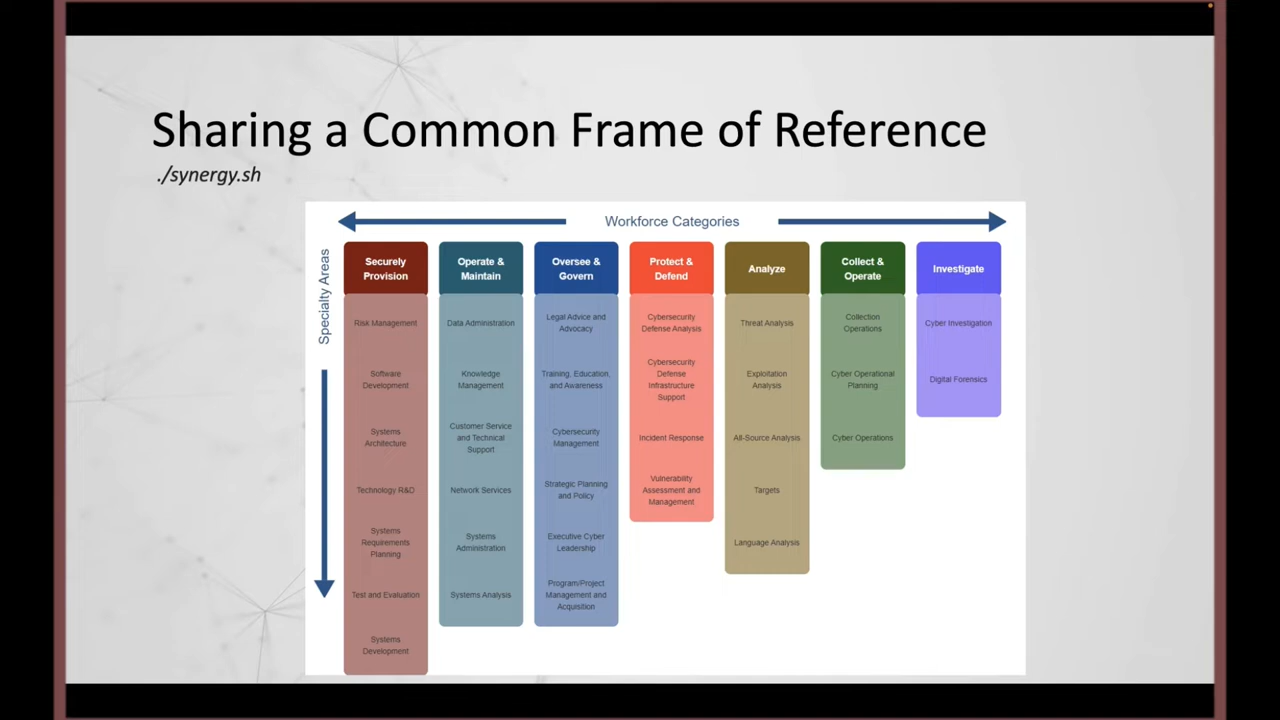 Sharing a Common Frame of Reference
./synergy.sh
Workforce Categories
Specialty Areas
Securely
Provision
Risk Management
Software
Development
Systems
Architecture
Technology R&D
Systems
Requirements
Planning
Test and Evaluation
Systems
Development
Operate &
Maintain
Data Administration
Knowledge
Management
Customer Service
and Technical
Support
Network Services
Systems
Administration
Systems Analysis
Oversee &
Govern
Legal Advice and
Advocacy
Training, Education,
and Awareness
Cybersecurity
Management
Strategic Planning
and Policy
Executive Cyber
Leadership
Program/Project
Management and
Acquisition
Protect &
Defend
Cybersecurity
Defense Analysis
Cybersecurity
Defense
Infrastructure
Support
Incident Response
Vulnerability
Assessment and
Management
Analyze
Threat Analysis
Exploitation
Analysis
All-Source Analysis
Targets
Language Analysis
Collect &
Operate
Collection
Operations
Cyber Operational
Planning
Cyber Operations
Investigate
Cyber Investigation
Digital Forensics